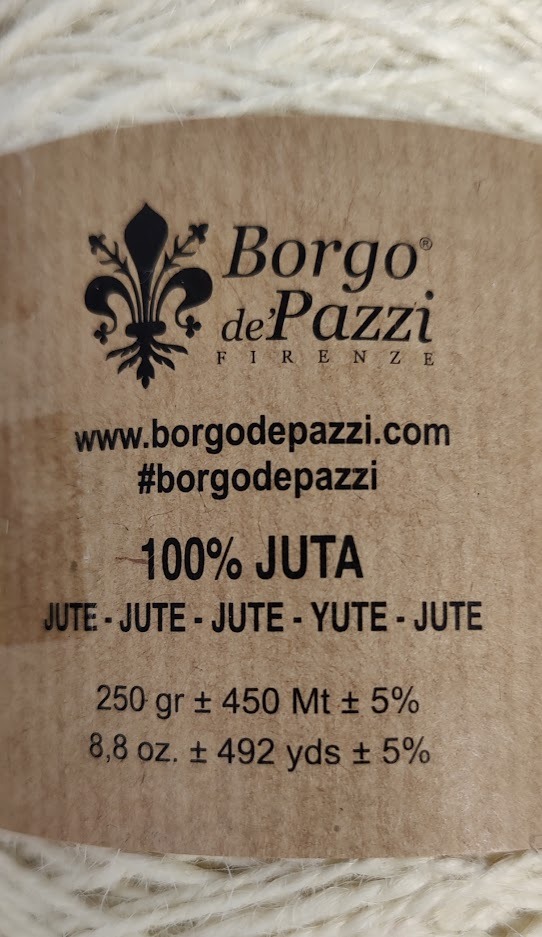 Borgo®
de'Pazzi
FIRENZE
www.borgodepazzi.com
#borgodepazzi
100% JUTA
JUTE - JUTE - JUTE - YUTE - JUTE
250 gr ± 450 Mt ± 5%
8,8 oz. ± 492 yds ± 5%